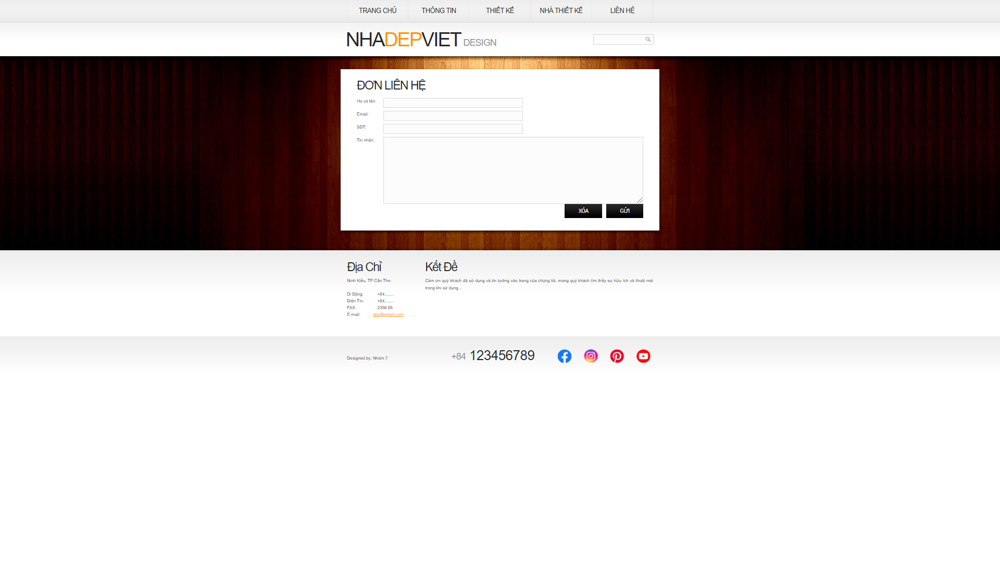 TRANG CHỦ THÔNG TIN THIẾT KẾ NHÀ THIẾT KẾ LIÊN HỆ
NHADEPVIET DESIGN
ĐƠN LIÊN HỆ
Họ và tên:
Email:
SĐT:
Tin nhắn:
XÓA GỬI
Địa Chỉ
Ninh Kiều, TP Cần Thơ
Di Động: +84........
Điện Tín: +84........
FAX: 2356 65
E-mail: abc@gmail.com
Kết Đề
Cảm ơn quý khách đã sử dụng và tin tưởng vào trang của chúng tôi, mong quý khách tìm thấy sự hữu ích và thoải mái
trong khi sử dụng...
Designed by: Nhóm 7
+84 123456789